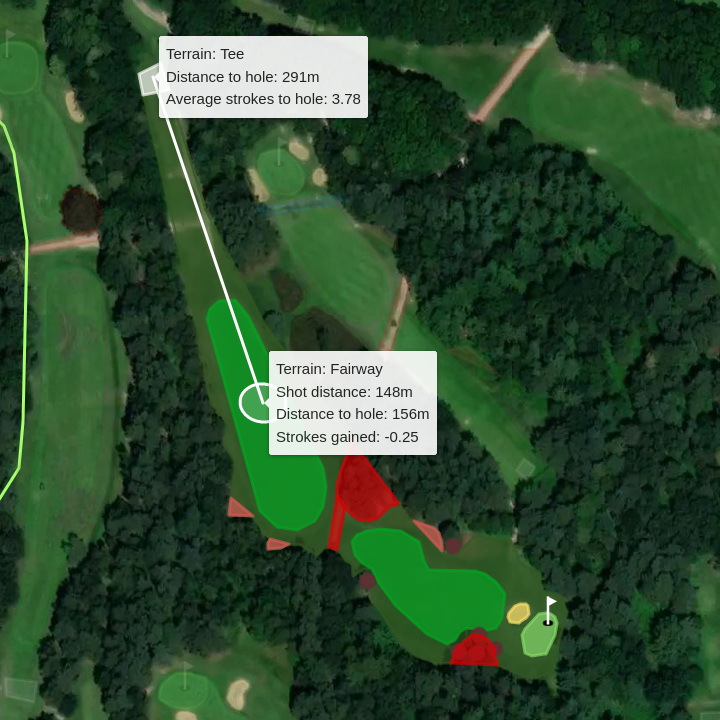 Terrain: Tee
Distance to hole: 291m
Average strokes to hole: 3.78
Terrain: Fairway
Shot distance: 148m
Distance to hole: 156m
Strokes gained: -0.25